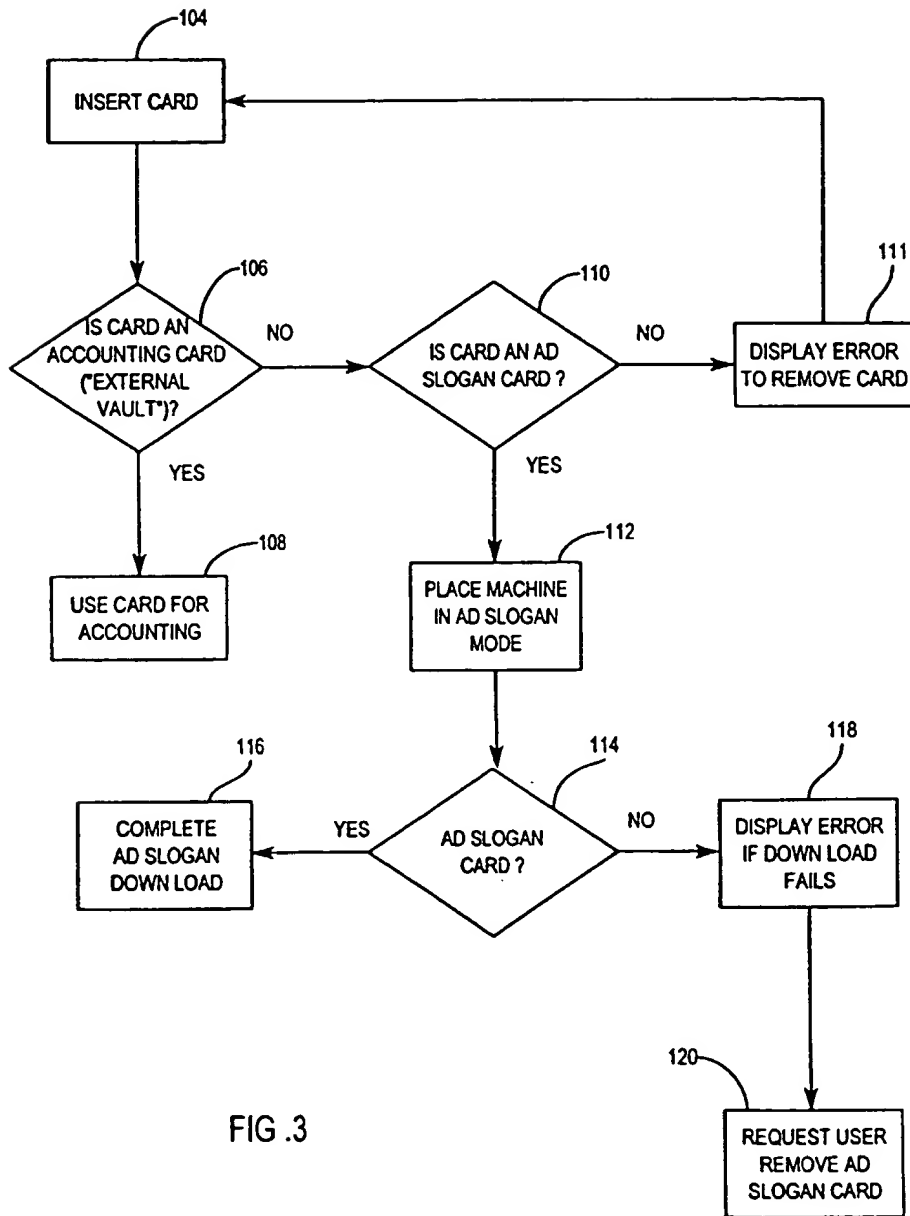 104
INSERT CARD
106
IS CARD AN
ACCOUNTING CARD
("EXTERNAL
VAULT")?
NO
YES
108
USE CARD FOR
ACCOUNTING
110
IS CARD AN AD
SLOGAN CARD ?
NO
YES
111
DISPLAY ERROR
TO REMOVE CARD
112
PLACE MACHINE
IN AD SLOGAN
MODE
114
AD SLOGAN
CARD ?
YES
NO
116
COMPLETE
AD SLOGAN
DOWN LOAD
118
DISPLAY ERROR
IF DOWN LOAD
FAILS
120
REQUEST USER
REMOVE AD
SLOGAN CARD
FIG .3